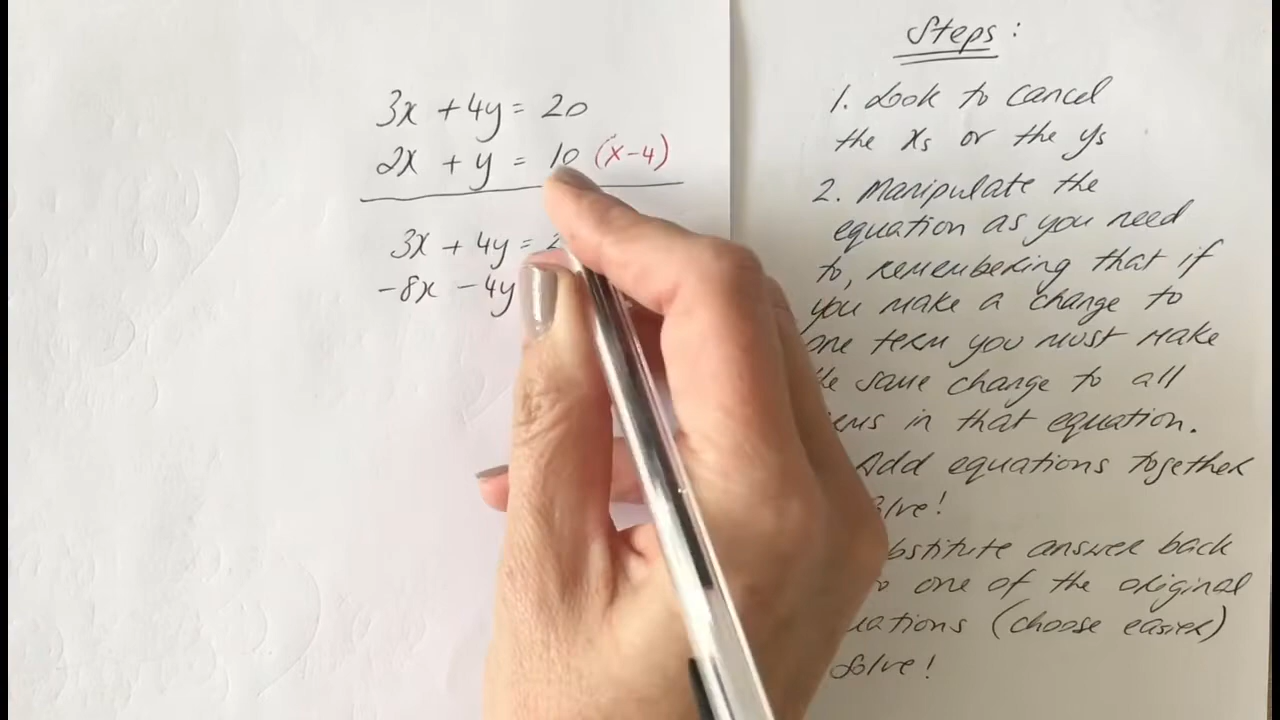 3x + 4y = 20
2x + y = 10 (x-4)
3x + 4y = 2
-8x - 4y
Steps:
1. Look to cancel
the xs or the ys
2. Manipulate the
equation as you need
to, remembering that if
you make a change to
one term you must make
the same change to all
in that equation.
Add equations together
Substitute answer back
one of the original
(choose easier)
Solve!